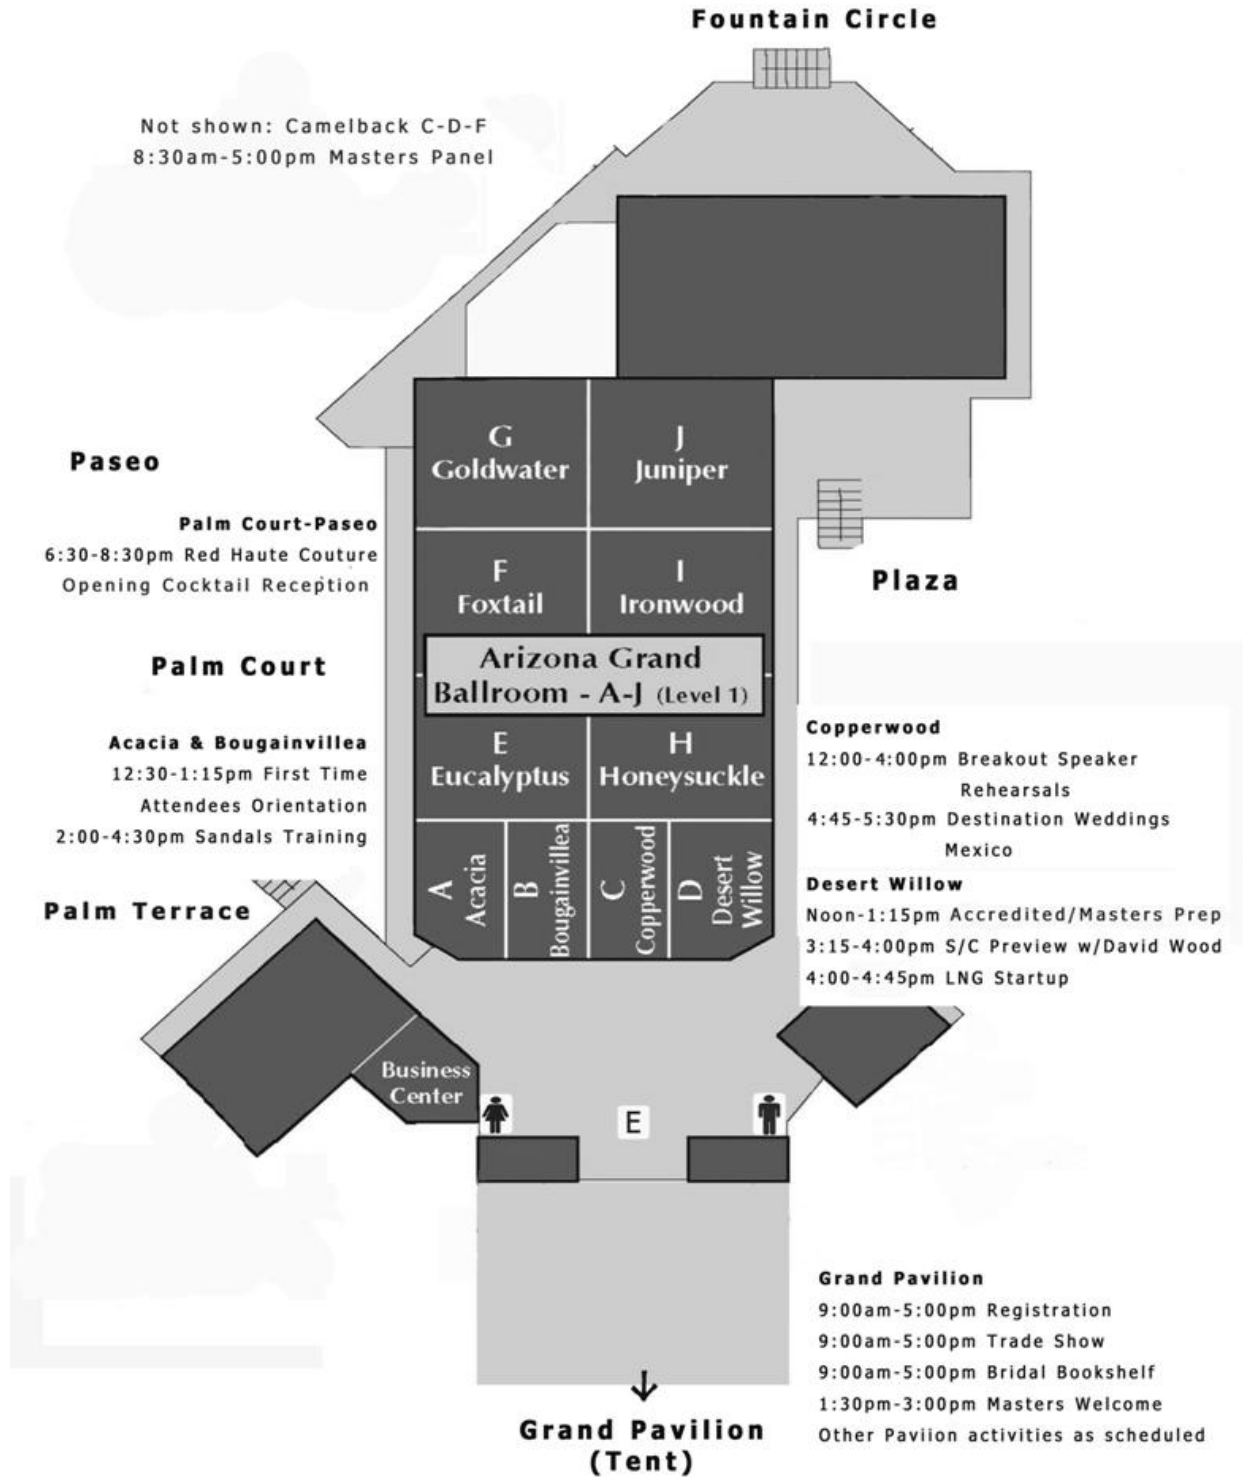 Fountain Circle
Not shown: Camelback C-D-F
8:30am-5:00pm Masters Panel
G
Goldwater
J
Juniper
Paseo
Palm Court-Paseo
6:30-8:30pm Red Haute Couture
Opening Cocktail Reception
F
Foxtail
I
Ironwood
Plaza
Arizona Grand
Ballroom - A-J (Level 1)
Palm Court
E
Eucalyptus
H
Honeysuckle
Acacia & Bougainvillea
12:30-1:15pm First Time
Attendees Orientation
2:00-4:30pm Sandals Training
Copperwood
12:00-4:00pm Breakout Speaker
Rehearsals
4:45-5:30pm Destination Weddings
Mexico
A
Acacia
B
Bougainvillea
C
Copperwood
D
Desert
Willow
Desert Willow
Noon-1:15pm Accredited/Masters Prep
3:15-4:00pm S/C Preview w/David Wood
4:00-4:45pm LNG Startup
Palm Terrace
Business
Center
E
Grand Pavilion
9:00am-5:00pm Registration
9:00am-5:00pm Trade Show
9:00am-5:00pm Bridal Bookshelf
1:30pm-3:00pm Masters Welcome
Other Paviion activities as scheduled
Grand Pavilion
(Tent)